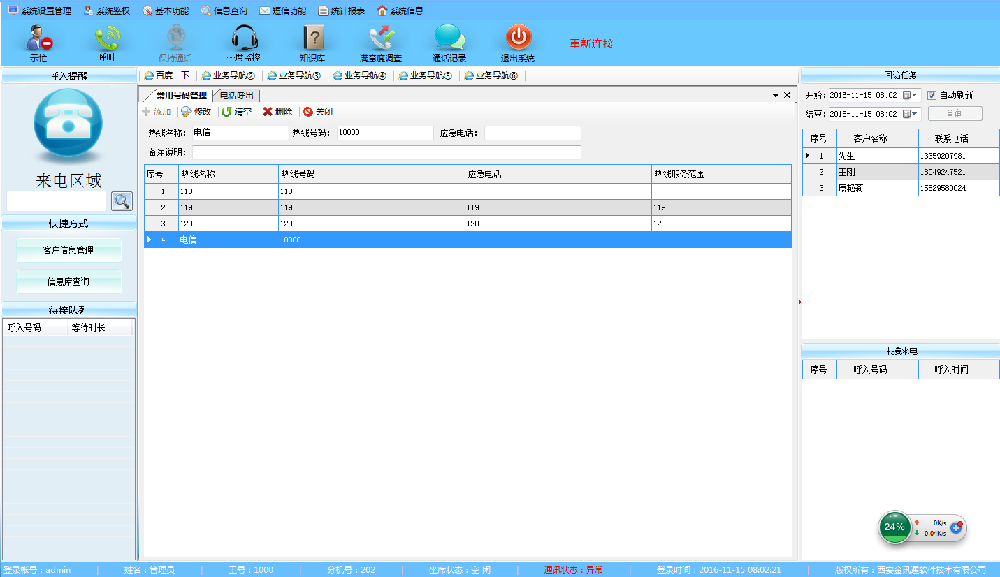 系统设置管理 系统鉴权 基本功能 信息查询 短信功能 统计报表 系统信息
示忙 呼叫 保持通话 坐席监控 知识库 满意度调查 通话记录 退出系统 重新连接
呼入提醒
来电区域
快捷方式
客户信息管理
信息库查询
待接队列
呼入号码 等待时长
百度一下 业务导航② 业务导航③ 业务导航④ 业务导航⑤ 业务导航⑥
常用号码管理 电话呼出
添加 修改 清空 删除 关闭
热线名称: 电信 热线号码: 10000 应急电话:
备注说明:
序号 热线名称 热线号码 应急电话 热线服务范围
1 110 110
2 119 119 119 119
3 120 120 120 120
4 电信 10000
回访任务
开始: 2016-11-15 08:02 自动刷新
结束: 2016-11-15 08:02 查询
序号 客户名称 联系电话
1 先生 13359207981
2 王刚 18049247521
3 康艳莉 15829580024
未接来电
序号 呼入号码 呼入时间
24% 0K/s
0.04K/s
登录帐号：admin 姓名：管理员 工号：1000 分机号：202 坐席状态：空 闲 通讯状态：异常 登录时间：2016-11-15 08:02:21 版权所有：西安金讯通软件技术有限公司